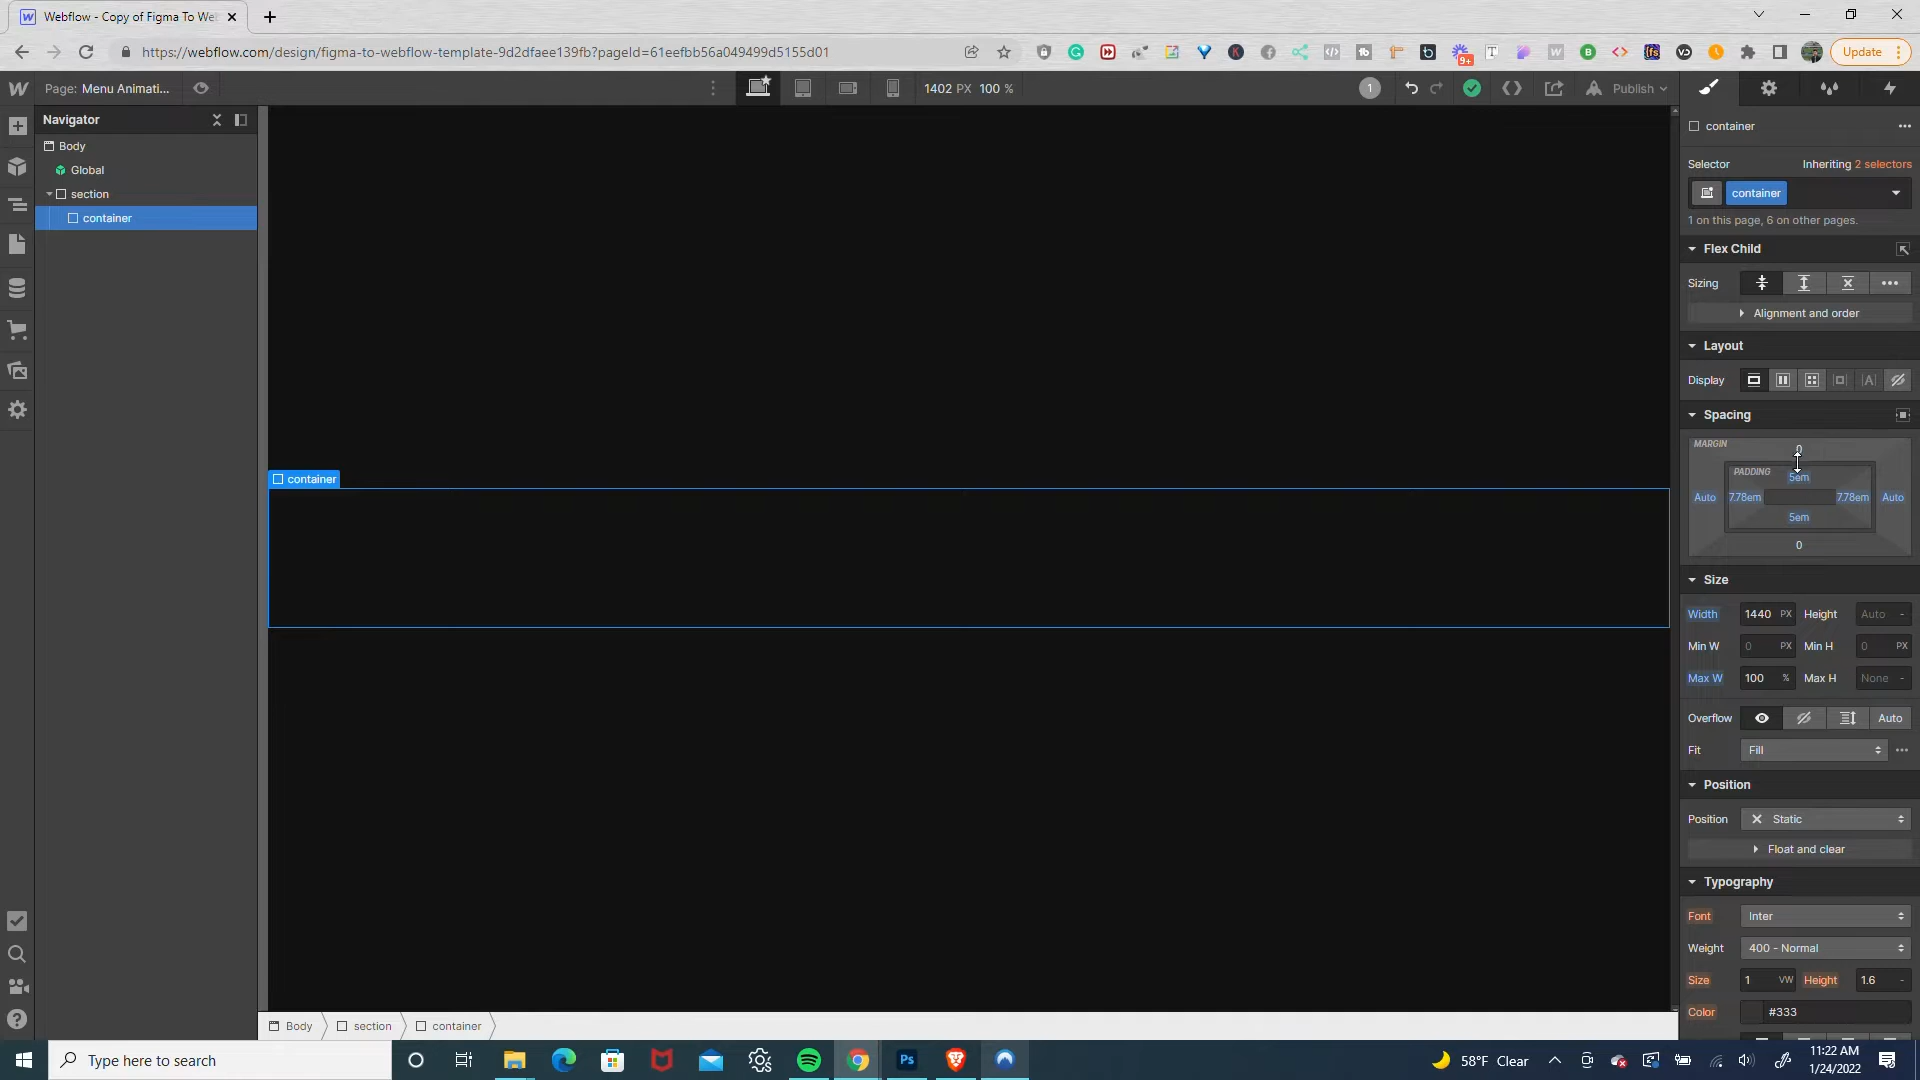 Webflow - Copy of Figma To We
https://webflow.com/design/figma-to-webflow-template-9d2dfaee139fb?pageId=61eefbb56a049499d5155d01
9+
Update
Page: Menu Animati...
1402 PX 100 %
1
Publish
Navigator
Body
Global
section
container
container
Body
section
container
container
Selector
Inheriting 2 selectors
container
1 on this page, 6 on other pages.
Flex Child
Sizing
Alignment and order
Layout
Display
Spacing
MARGIN
0
PADDING
5em
Auto
7.78em
7.78em
Auto
5em
0
Size
Width 1440 PX Height Auto -
Min W 0 PX Min H 0 PX
Max W 100 % Max H None -
Overflow Auto
Fit Fill
Position
Position Static
Float and clear
Typography
Font Inter
Weight 400 - Normal
Size 1 VW Height 1.6 -
Color #333
Type here to search
Ps
58°F Clear
11:22 AM
1/24/2022